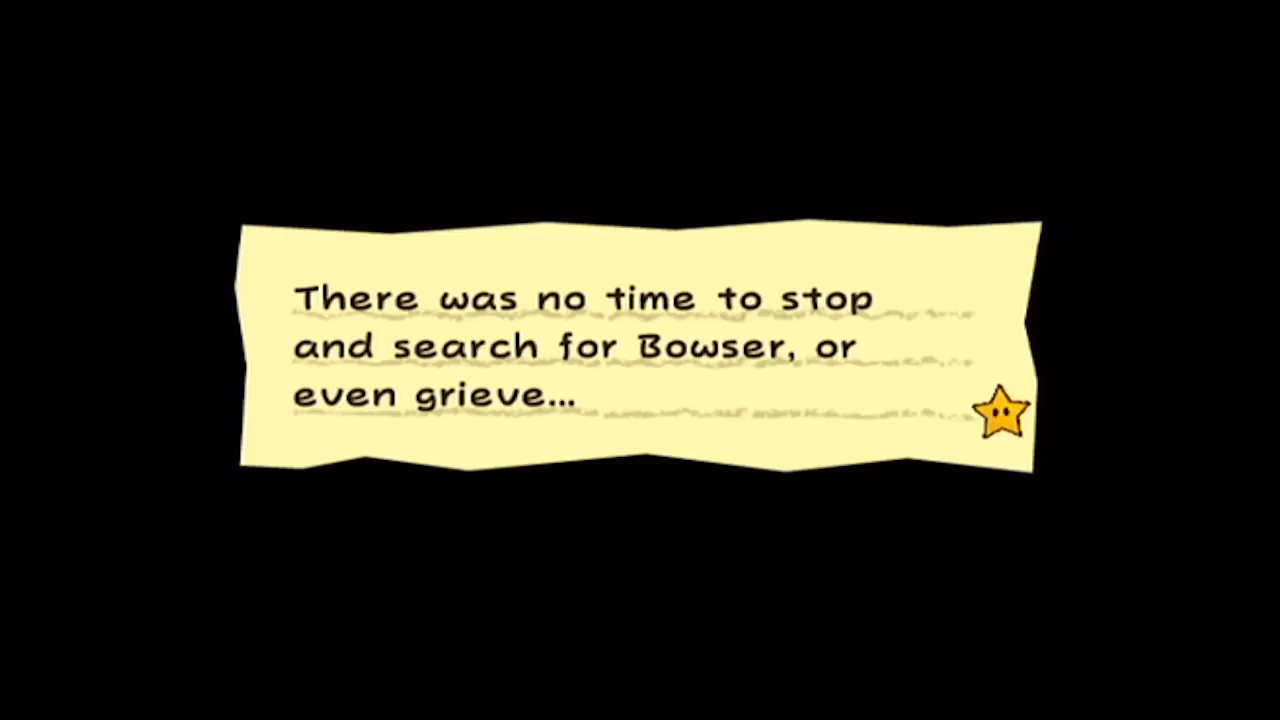 There was no time to stop
and search for Bowser, or
even grieve...